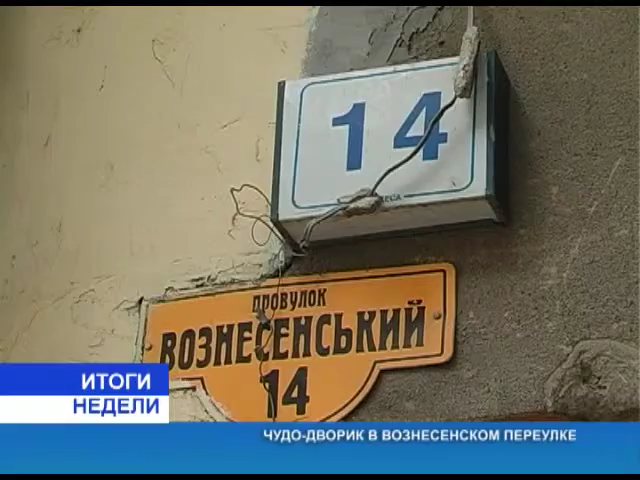 14
ПРОВУЛОК
ВОЗНЕСЕНСЬКИЙ
14
ИТОГИ
НЕДЕЛИ
ЧУДО-ДВОРИК В ВОЗНЕСЕНСКОМ ПЕРЕУЛКЕ